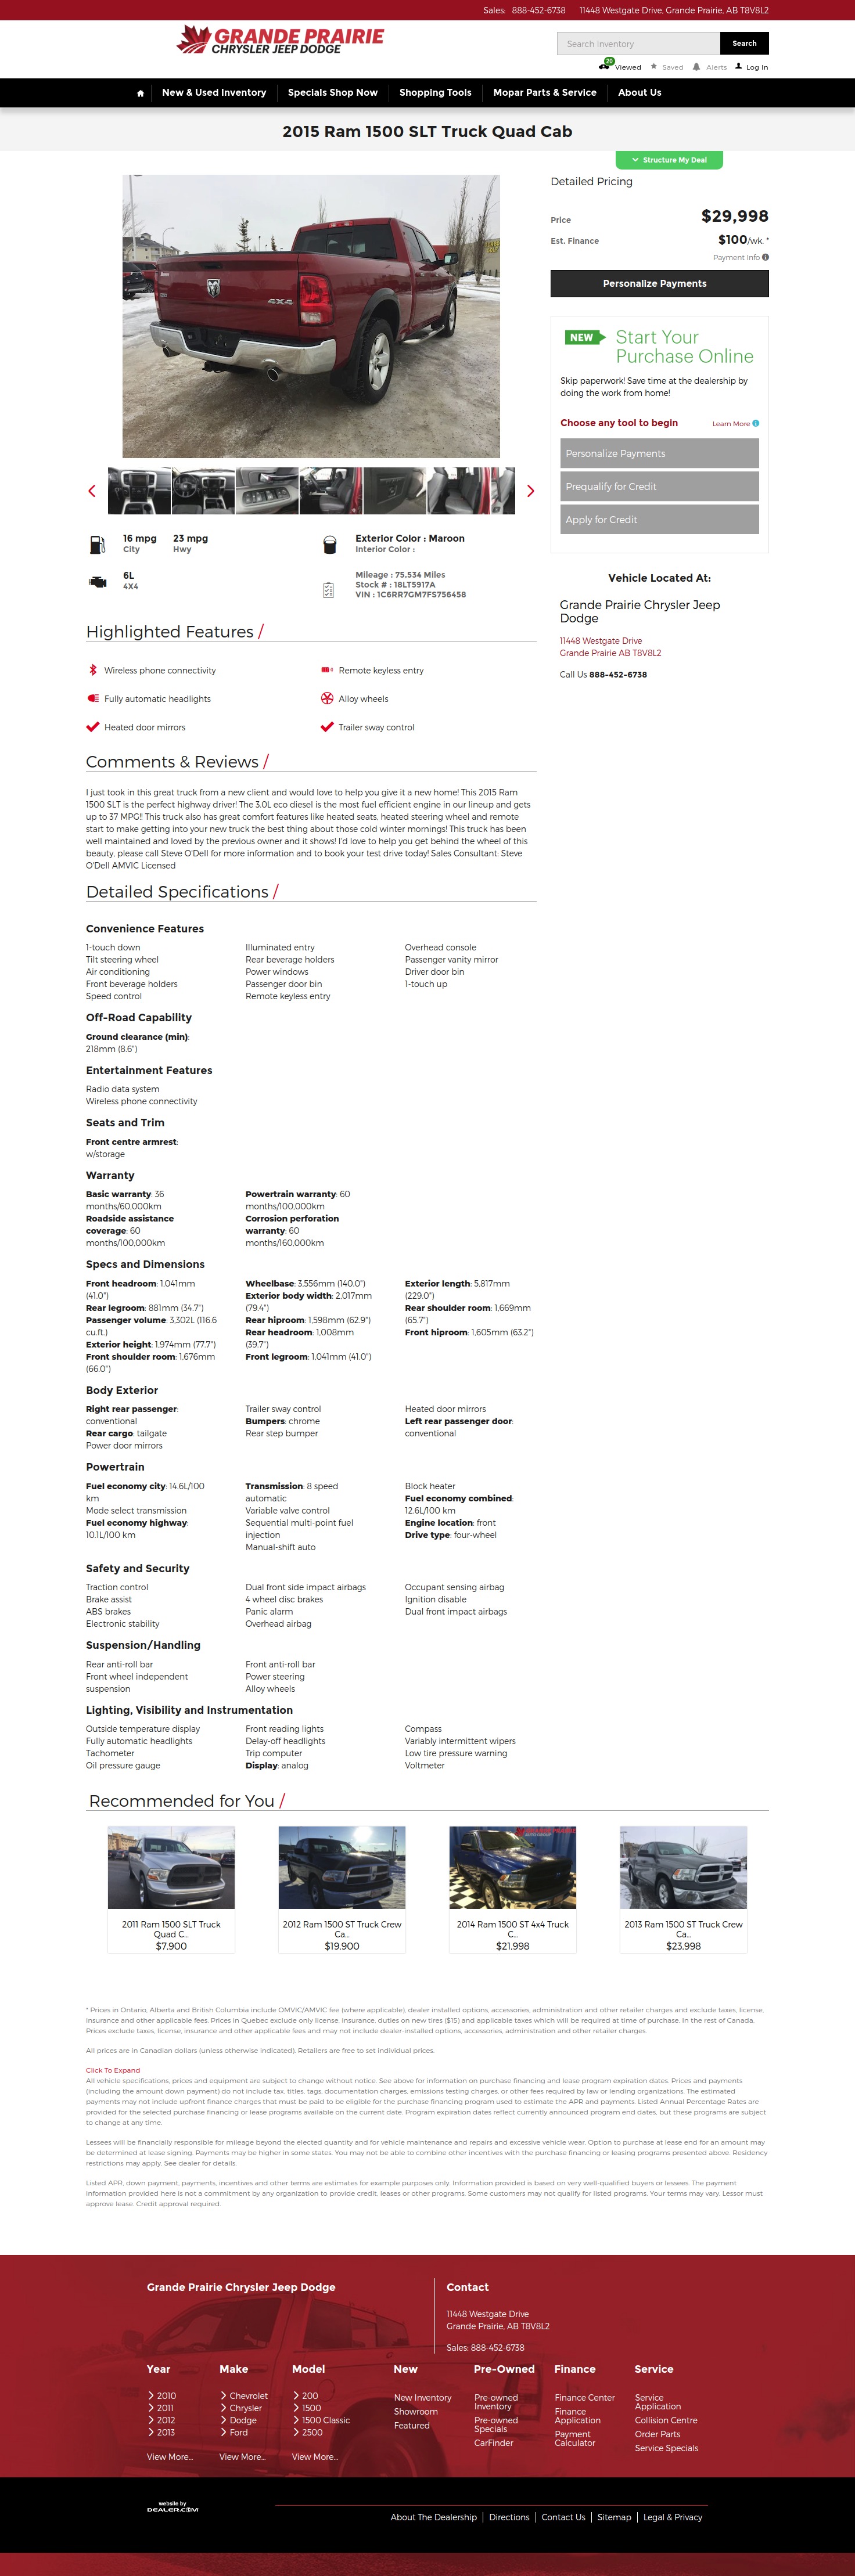 Sales: 888-452-6738 11448 Westgate Drive, Grande Prairie, AB T8V8L2
GRANDE PRAIRIE
CHRYSLER JEEP DODGE
Search Inventory
Search
20
Viewed Saved Alerts Log In
New & Used Inventory Specials Shop Now Shopping Tools Mopar Parts & Service About Us
2015 Ram 1500 SLT Truck Quad Cab
Structure My Deal
Detailed Pricing
Price $29,998
Est. Finance $100/wk. *
Payment Info
Personalize Payments
4X4
NEW Start Your
Purchase Online
Skip paperwork! Save time at the dealership by
doing the work from home!
Choose any tool to begin Learn More
Personalize Payments
Prequalify for Credit
Apply for Credit
16 mpg 23 mpg
City Hwy
6L
4X4
Exterior Color : Maroon
Interior Color :
Mileage : 75,534 Miles
Stock # : 18LT5917A
VIN : 1C6RR7GM7FS756458
Vehicle Located At:
Grande Prairie Chrysler Jeep
Dodge
11448 Westgate Drive
Grande Prairie AB T8V8L2
Call Us 888-452-6738
Highlighted Features /
Wireless phone connectivity Remote keyless entry
Fully automatic headlights Alloy wheels
Heated door mirrors Trailer sway control
Comments & Reviews /
I just took in this great truck from a new client and would love to help you give it a new home! This 2015 Ram
1500 SLT is the perfect highway driver! The 3.0L eco diesel is the most fuel efficient engine in our lineup and gets
up to 37 MPG!! This truck also has great comfort features like heated seats, heated steering wheel and remote
start to make getting into your new truck the best thing about those cold winter mornings! This truck has been
well maintained and loved by the previous owner and it shows! I'd love to help you get behind the wheel of this
beauty, please call Steve O'Dell for more information and to book your test drive today! Sales Consultant: Steve
O'Dell AMVIC Licensed
Detailed Specifications /
Convenience Features
1-touch down Illuminated entry Overhead console
Tilt steering wheel Rear beverage holders Passenger vanity mirror
Air conditioning Power windows Driver door bin
Front beverage holders Passenger door bin 1-touch up
Speed control Remote keyless entry
Off-Road Capability
Ground clearance (min):
218mm (8.6")
Entertainment Features
Radio data system
Wireless phone connectivity
Seats and Trim
Front centre armrest:
w/storage
Warranty
Basic warranty: 36
months/60,000km
Roadside assistance
coverage: 60
months/100,000km
Powertrain warranty: 60
months/100,000km
Corrosion perforation
warranty: 60
months/160,000km
Specs and Dimensions
Front headroom: 1,041mm
(41.0")
Rear legroom: 881mm (34.7")
Passenger volume: 3,302L (116.6
cu.ft.)
Exterior height: 1,974mm (77.7")
Front shoulder room: 1,676mm
(66.0")
Wheelbase: 3,556mm (140.0")
Exterior body width: 2,017mm
(79.4")
Rear hiproom: 1,598mm (62.9")
Rear headroom: 1,008mm
(39.7")
Front legroom: 1,041mm (41.0")
Exterior length: 5,817mm
(229.0")
Rear shoulder room: 1,669mm
(65.7")
Front hiproom: 1,605mm (63.2")
Body Exterior
Right rear passenger:
conventional
Rear cargo: tailgate
Power door mirrors
Trailer sway control
Bumpers: chrome
Rear step bumper
Heated door mirrors
Left rear passenger door:
conventional
Powertrain
Fuel economy city: 14.6L/100
km
Mode select transmission
Fuel economy highway:
10.1L/100 km
Transmission: 8 speed
automatic
Variable valve control
Sequential multi-point fuel
injection
Manual-shift auto
Block heater
Fuel economy combined:
12.6L/100 km
Engine location: front
Drive type: four-wheel
Safety and Security
Traction control Dual front side impact airbags Occupant sensing airbag
Brake assist 4 wheel disc brakes Ignition disable
ABS brakes Panic alarm Dual front impact airbags
Electronic stability Overhead airbag
Suspension/Handling
Rear anti-roll bar
Front wheel independent
suspension
Front anti-roll bar
Power steering
Alloy wheels
Lighting, Visibility and Instrumentation
Outside temperature display Front reading lights Compass
Fully automatic headlights Delay-off headlights Variably intermittent wipers
Tachometer Trip computer Low tire pressure warning
Oil pressure gauge Display: analog Voltmeter
Recommended for You /
2011 Ram 1500 SLT Truck
Quad C...
$7,900
2012 Ram 1500 ST Truck Crew
Ca...
$19,900
2014 Ram 1500 ST 4x4 Truck
C...
$21,998
2013 Ram 1500 ST Truck Crew
Ca...
$23,998
* Prices in Ontario, Alberta and British Columbia include OMVIC/AMVIC fee (where applicable), dealer installed options, accessories, administration and other retailer charges and exclude taxes, license,
insurance and other applicable fees. Prices in Quebec exclude only license, insurance, duties on new tires ($15) and applicable taxes which will be required at time of purchase. In the rest of Canada,
Prices exclude taxes, license, insurance and other applicable fees and may not include dealer-installed options, accessories, administration and other retailer charges.
All prices are in Canadian dollars (unless otherwise indicated). Retailers are free to set individual prices.
Click To Expand
All vehicle specifications, prices and equipment are subject to change without notice. See above for information on purchase financing and lease program expiration dates. Prices and payments
(including the amount down payment) do not include tax, titles, tags, documentation charges, emissions testing charges, or other fees required by law or lending organizations. The estimated
payments may not include upfront finance charges that must be paid to be eligible for the purchase financing program used to estimate the APR and payments. Listed Annual Percentage Rates are
provided for the selected purchase financing or lease programs available on the current date. Program expiration dates reflect currently announced program end dates, but these programs are subject
to change at any time.
Lessees will be financially responsible for mileage beyond the elected quantity and for vehicle maintenance and repairs and excessive vehicle wear. Option to purchase at lease end for an amount may
be determined at lease signing. Payments may be higher in some states. You may not be able to combine other incentives with the purchase financing or leasing programs presented above. Residency
restrictions may apply. See dealer for details.
Listed APR, down payment, payments, incentives and other terms are estimates for example purposes only. Information provided is based on very well-qualified buyers or lessees. The payment
information provided here is not a commitment by any organization to provide credit, leases or other programs. Some customers may not qualify for listed programs. Your terms may vary. Lessor must
approve lease. Credit approval required.
Grande Prairie Chrysler Jeep Dodge
Contact
11448 Westgate Drive
Grande Prairie, AB T8V8L2
Sales: 888-452-6738
Year
2010
2011
2012
2013
View More...
Make
Chevrolet
Chrysler
Dodge
Ford
View More...
Model
200
1500
1500 Classic
2500
View More...
New
New Inventory
Showroom
Featured
Pre-Owned
Pre-owned
Inventory
Pre-owned
Specials
CarFinder
Finance
Finance Center
Finance
Application
Payment
Calculator
Service
Service
Application
Collision Centre
Order Parts
Service Specials
website by
DEALER.COM
About The Dealership Directions Contact Us Sitemap Legal & Privacy